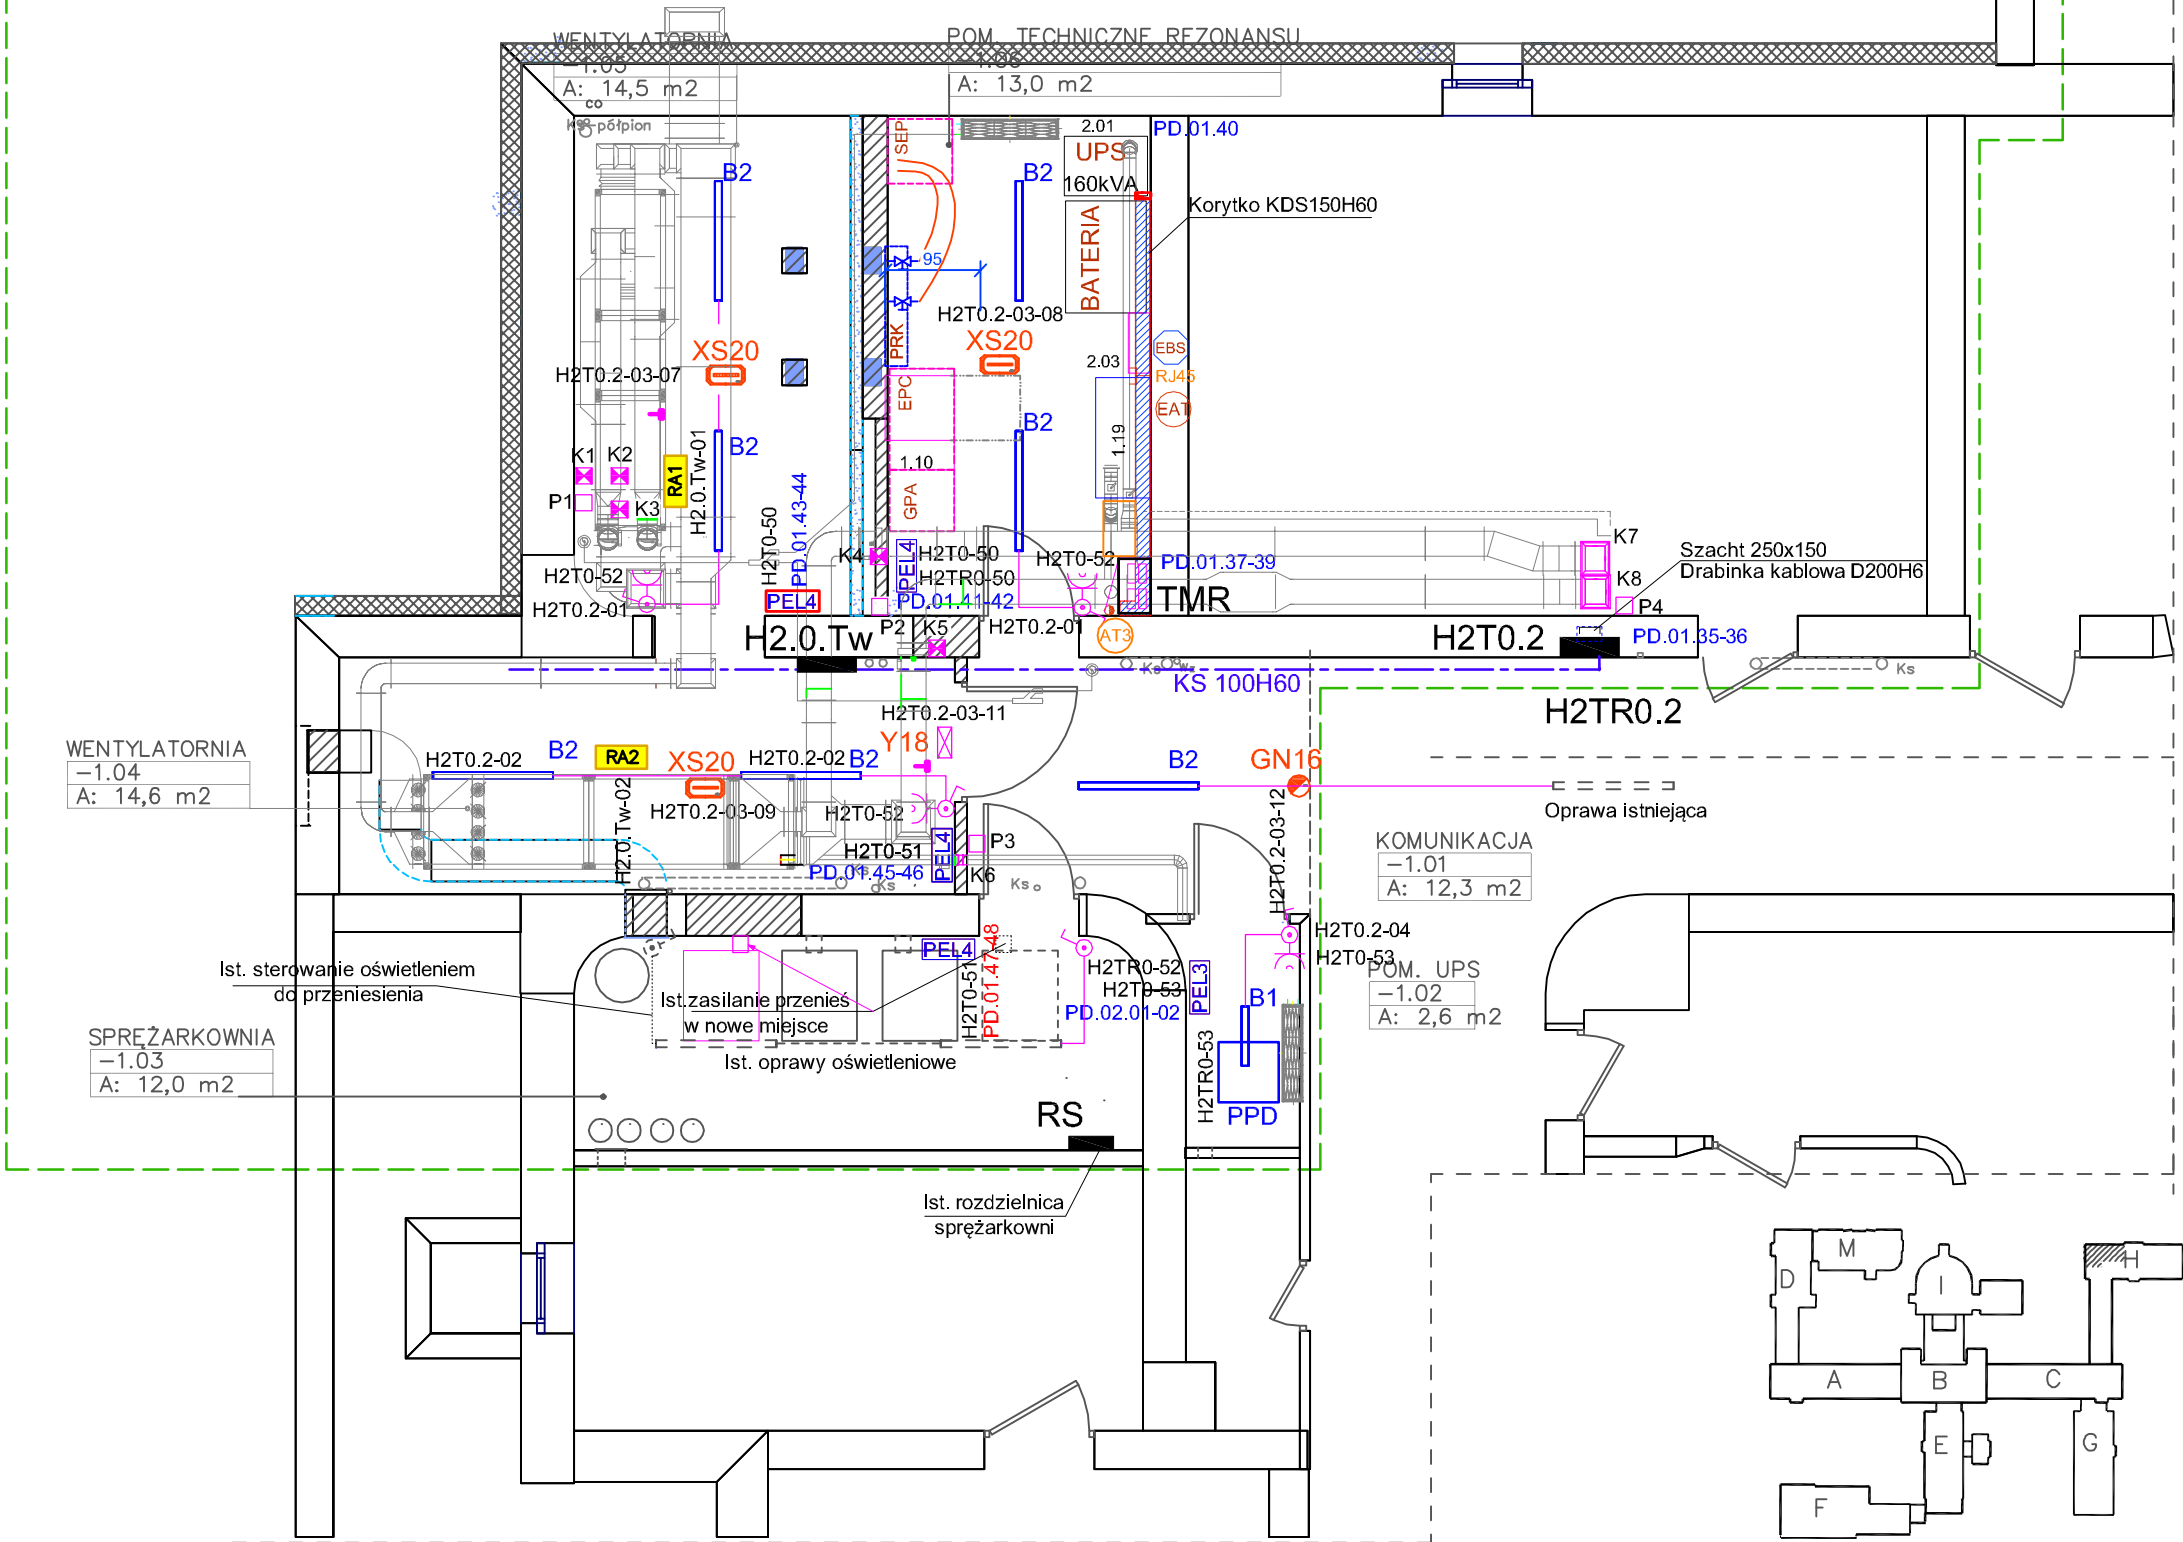 WENTYLATORNIA
-1.05
A: 14,5 m2
co
K98-półpion
POM. TECHNICZNE REZONANSU
-1.06
A: 13,0 m2
SEP
2.01
UPS
160kVA
BATERIA
PD.01.40
Korytko KDS150H60
B2
B2
95
PRK
H2T0.2-03-08
XS20
XS20
H2T0.2-03-07
2.03
EBS
RJ45
EAT
EPC
B2
B2
1.10
1.19
GPA
K1
K2
P1
K3
RA1
H2.0.Tw-01
H2T0-50
PD.01.43-44
K4
PEL4
H2T0-50
H2TR0-50
PD.01.41-42
H2T0-52
H2T0-52
H2T0.2-01
PEL4
PD.01.37-39
TMR
K7
K8
P4
Szacht 250x150
Drabinka kablowa D200H6
H2.0.Tw
P2
K5
H2T0.2-01
AT3
H2T0.2
PD.01.35-36
Ks
Ks
KS 100H60
H2T0.2-03-11
H2TR0.2
WENTYLATORNIA
-1.04
A: 14,6 m2
H2T0.2-02
B2
RA2
XS20
H2T0.2-02
B2
Y18
B2
GN16
Oprawa istniejąca
H2T0.2-03-09
H2.0.Tw-02
H2T0-52
H2T0-51
PD.01.45-46
PEL4
P3
K6
Ks
Ks
Ks
H2T0.2-03-12
KOMUNIKACJA
-1.01
A: 12,3 m2
Ist. sterowanie oświetleniem
do przeniesienia
Ist.zasilanie przenieś
w nowe miejsce
PEL4
H2T0-51
PD.01.47-48
H2TR0-52
H2T0-53
PD.02.01-02
PEL3
H2T0.2-04
H2T0-53
POM. UPS
-1.02
A: 2,6 m2
B1
H2TR0-53
PPD
SPRĘŻARKOWNIA
-1.03
A: 12,0 m2
Ist. oprawy oświetleniowe
RS
Ist. rozdzielnica
sprężarkowni
M
H
D
I
A
B
C
E
G
F